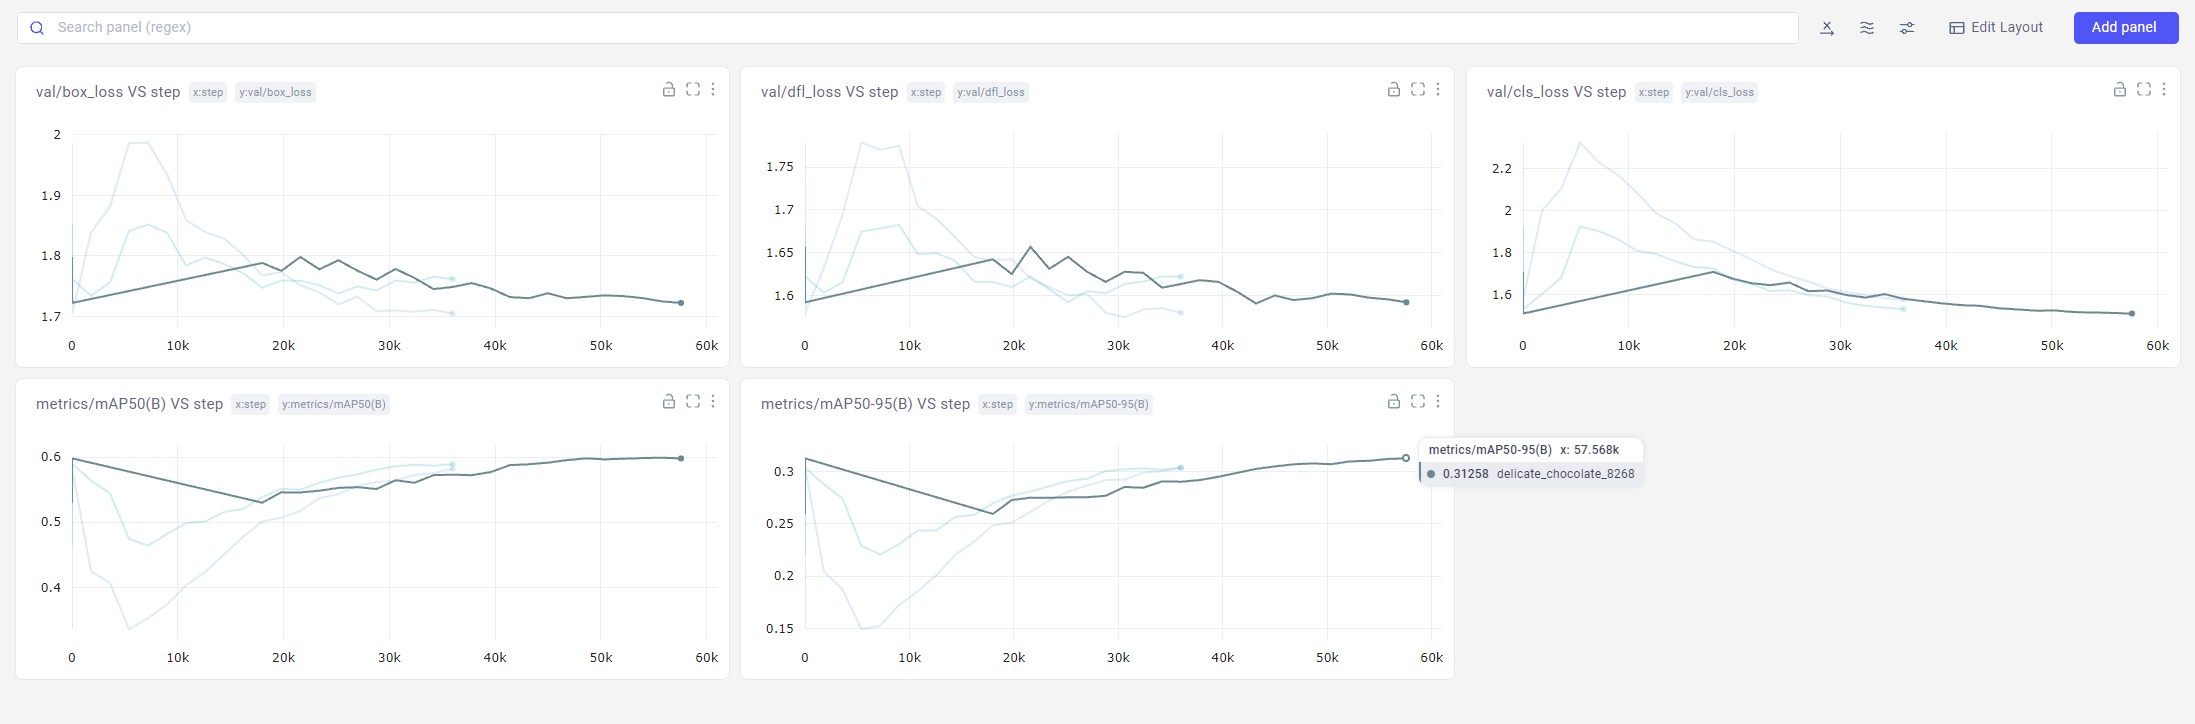 Search panel (regex)
Edit Layout
Add panel
val/box_loss VS step x:step y:val/box_loss
2
1.9
1.8
1.7
0 10k 20k 30k 40k 50k 60k
val/dfl_loss VS step x:step y:val/dfl_loss
1.75
1.7
1.65
1.6
0 10k 20k 30k 40k 50k 60k
val/cls_loss VS step x:step y:val/cls_loss
2.2
2
1.8
1.6
0 10k 20k 30k 40k 50k 60k
metrics/mAP50(B) VS step x:step y:metrics/mAP50(B)
0.6
0.5
0.4
0 10k 20k 30k 40k 50k 60k
metrics/mAP50-95(B) VS step x:step y:metrics/mAP50-95(B)
0.3
0.25
0.2
0.15
0 10k 20k 30k 40k 50k 60k
metrics/mAP50-95(B) x: 57.568k
0.31258 delicate_chocolate_8268